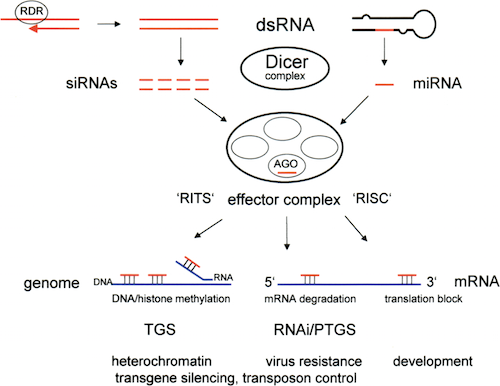 RDR
dsRNA
Dicer
complex
siRNAs
miRNA
AGO
'RITS' effector complex 'RISC'
genome DNA RNA 5' 3' mRNA
DNA/histone methylation mRNA degradation translation block
TGS RNAi/PTGS
heterochromatin virus resistance development
transgene silencing, transposon control